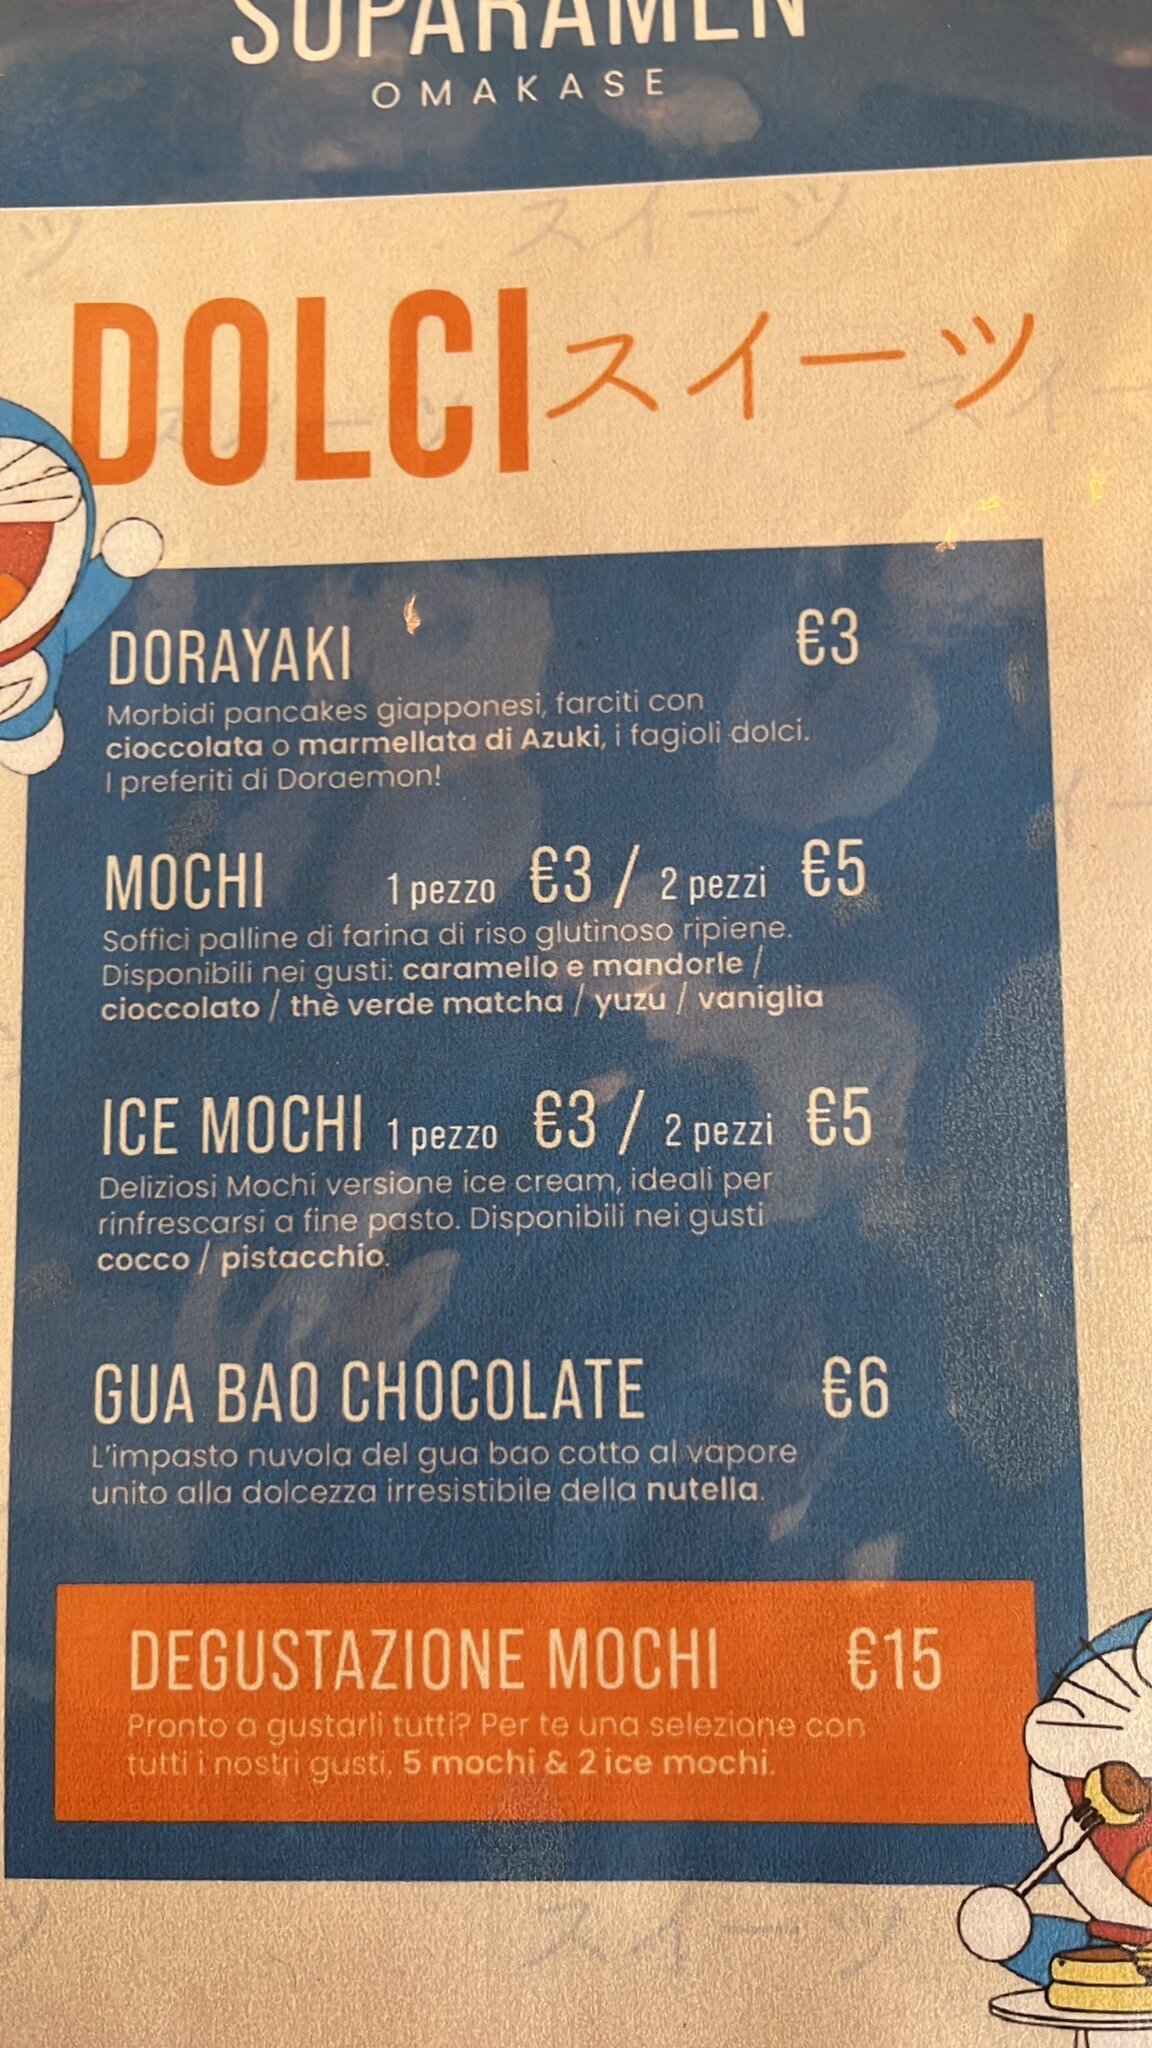 SUPARAMEN
OMAKASE
DOLCI スイーツ
DORAYAKI €3
Morbidi pancakes giapponesi, farciti con
cioccolata o marmellata di Azuki, i fagioli dolci.
I preferiti di Doraemon!
MOCHI 1 pezzo €3 / 2 pezzi €5
Soffici palline di farina di riso glutinoso ripiene.
Disponibili nei gusti: caramello e mandorle /
cioccolato / thè verde matcha / yuzu / vaniglia
ICE MOCHI 1 pezzo €3 / 2 pezzi €5
Deliziosi Mochi versione ice cream, ideali per
rinfrescarsi a fine pasto. Disponibili nei gusti
cocco / pistacchio.
GUA BAO CHOCOLATE €6
L'impasto nuvola del gua bao cotto al vapore
unito alla dolcezza irresistibile della nutella.
DEGUSTAZIONE MOCHI €15
Pronto a gustarli tutti? Per te una selezione con
tutti i nostri gusti. 5 mochi & 2 ice mochi.
スイーツ